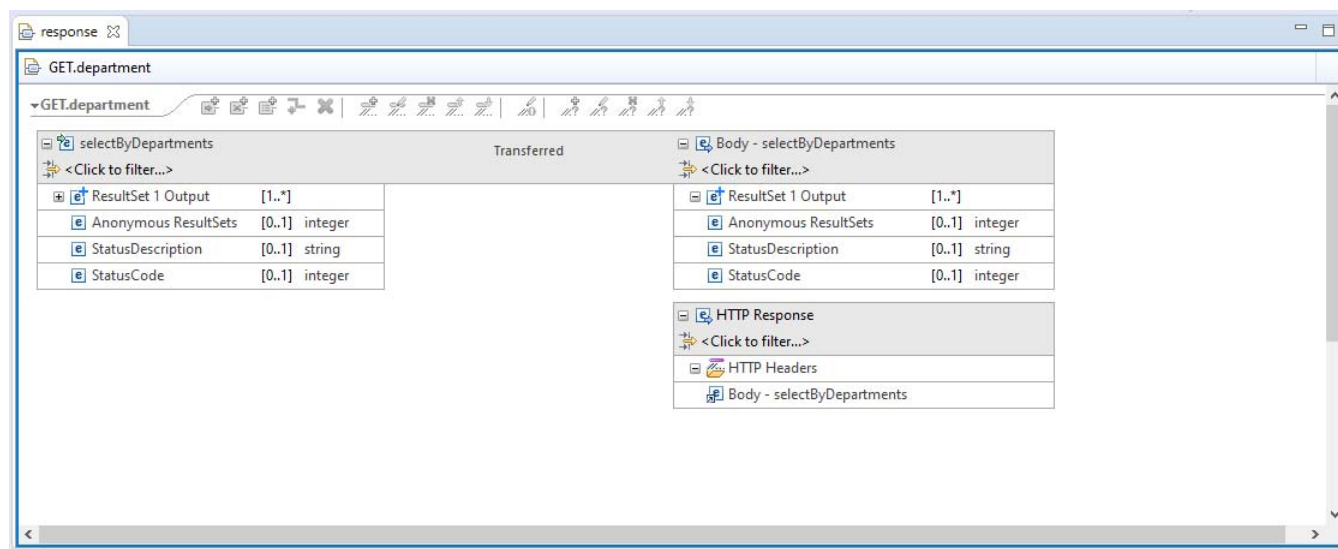 response
GET.department
GET.department
selectByDepartments
<Click to filter...>
ResultSet 1 Output [1..*]
Anonymous ResultSets [0..1] integer
StatusDescription [0..1] string
StatusCode [0..1] integer
Transferred
Body - selectByDepartments
<Click to filter...>
ResultSet 1 Output [1..*]
Anonymous ResultSets [0..1] integer
StatusDescription [0..1] string
StatusCode [0..1] integer
HTTP Response
<Click to filter...>
HTTP Headers
Body - selectByDepartments